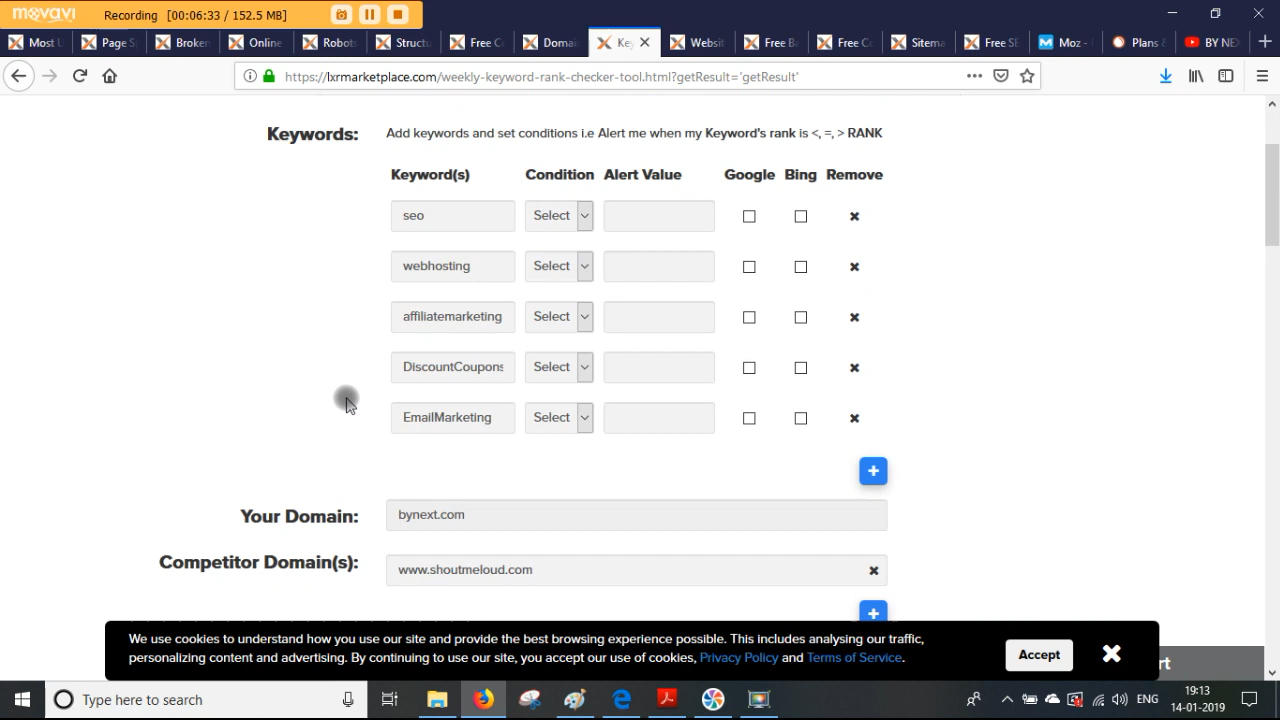 movavi Recording [00:06:33 / 152.5 MB]
Most U Page S Broken Online Robots Structu Free C Domai Key Websit Free B Free C Sitema Free SE Moz - Plans & BY NEX
https://lxrmarketplace.com/weekly-keyword-rank-checker-tool.html?getResult='getResult'
Keywords: Add keywords and set conditions i.e Alert me when my Keyword's rank is <, =, > RANK
Keyword(s) Condition Alert Value Google Bing Remove
seo Select
webhosting Select
affiliatemarketing Select
DiscountCoupons Select
EmailMarketing Select
+
Your Domain: bynext.com
Competitor Domain(s): www.shoutmeloud.com
+
We use cookies to understand how you use our site and provide the best browsing experience possible. This includes analysing our traffic,
personalizing content and advertising. By continuing to use our site, you accept our use of cookies, Privacy Policy and Terms of Service.
Accept
rt
Type here to search
ENG
19:13
14-01-2019